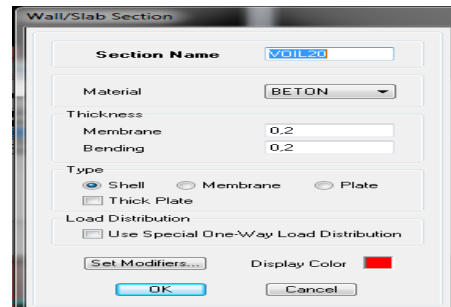 Wall/Slab Section
Section Name VOIL20
Material BETON
Thickness
Membrane 0,2
Bending 0,2
Type
Shell Membrane Plate
Thick Plate
Load Distribution
Use Special One-Way Load Distribution
Set Modifiers... Display Color
OK Cancel